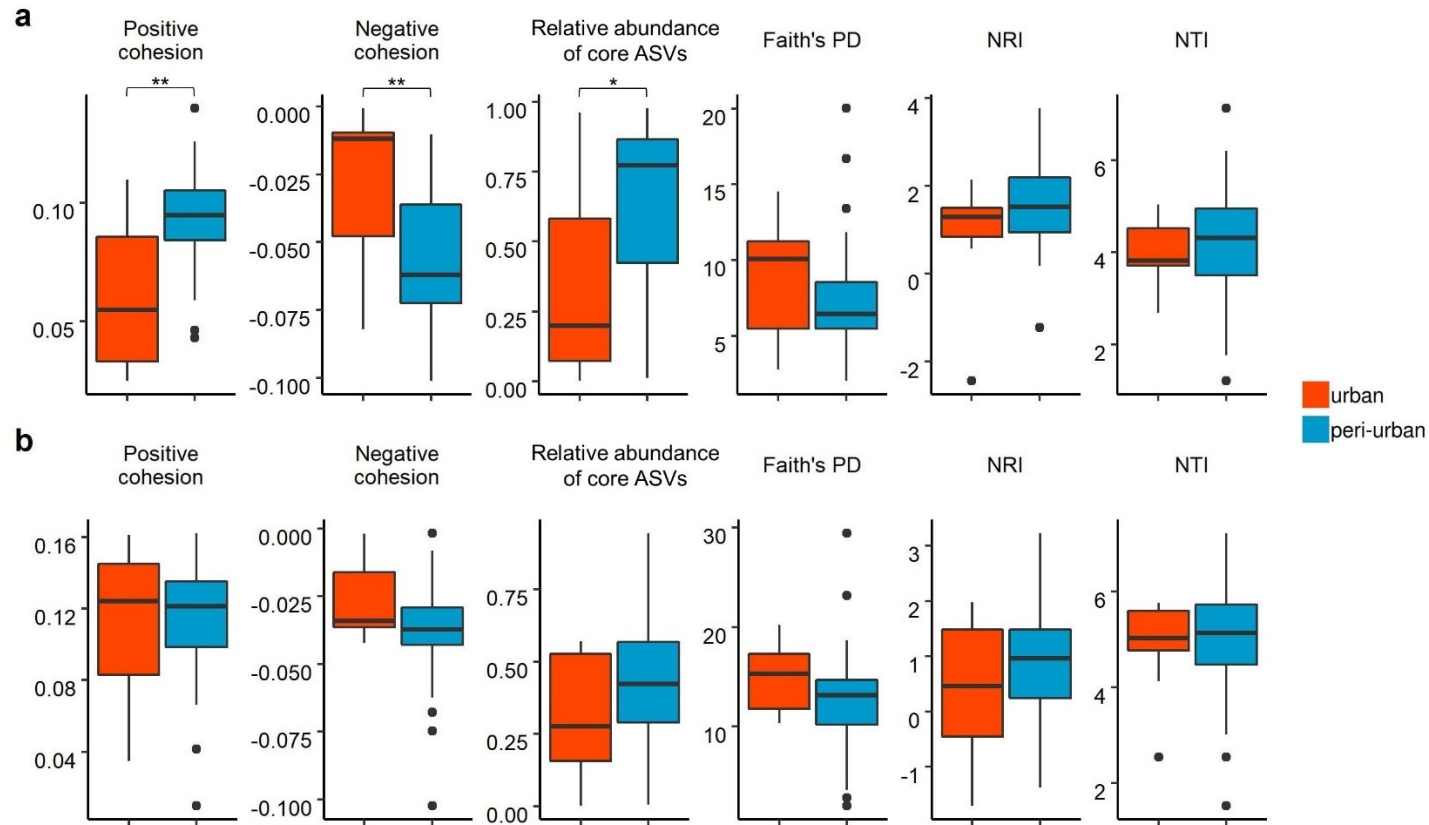 a
Positive
cohesion
**
0.10
0.05
Negative
cohesion
**
0.000
-0.025
-0.050
-0.075
-0.100
Relative abundance
of core ASVs
*
1.00
0.75
0.50
0.25
0.00
Faith's PD
20
15
10
5
NRI
4
2
0
-2
NTI
6
4
2
urban
peri-urban
b
Positive
cohesion
0.16
0.12
0.08
0.04
Negative
cohesion
0.000
-0.025
-0.050
-0.075
-0.100
Relative abundance
of core ASVs
0.75
0.50
0.25
0.00
Faith's PD
30
20
10
NRI
3
2
1
0
-1
NTI
6
4
2